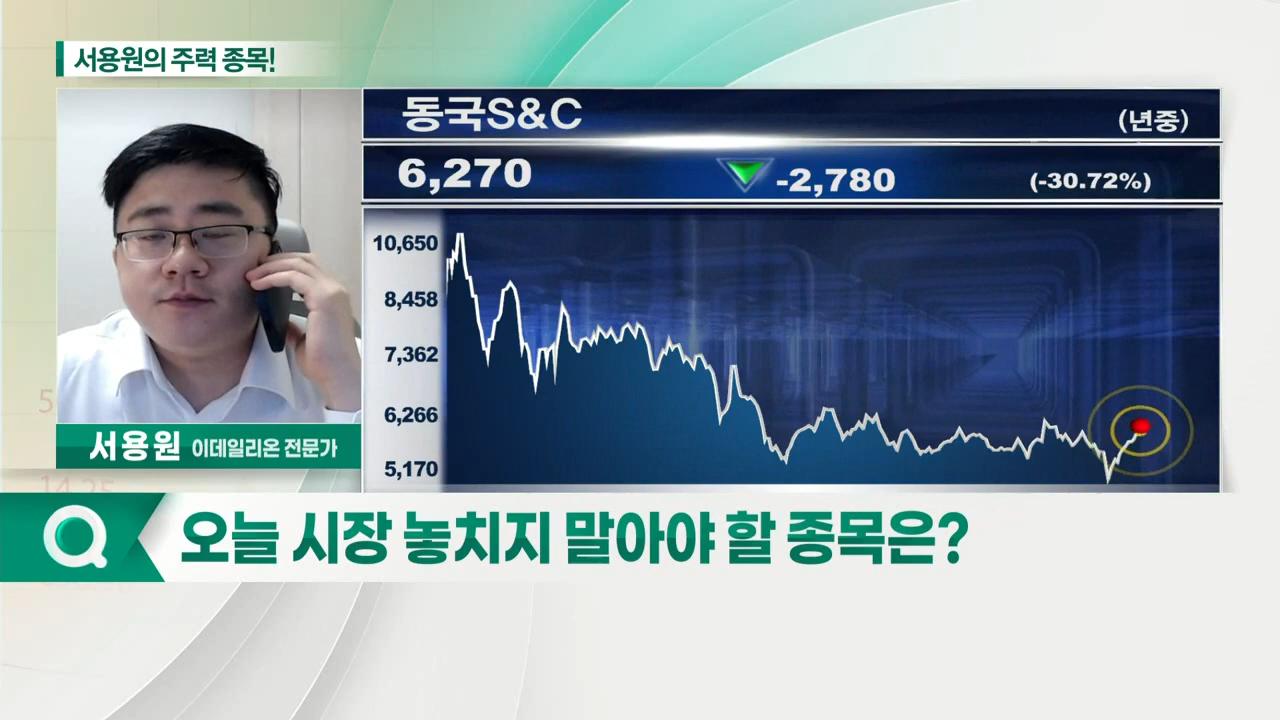 서용원의 주력 종목!
동국S&C
(년중)
6,270
-2,780
(-30.72%)
10,650
8,458
7,362
6,266
5,170
서용원 이데일리온 전문가
Q 오늘 시장 놓치지 말아야 할 종목은?